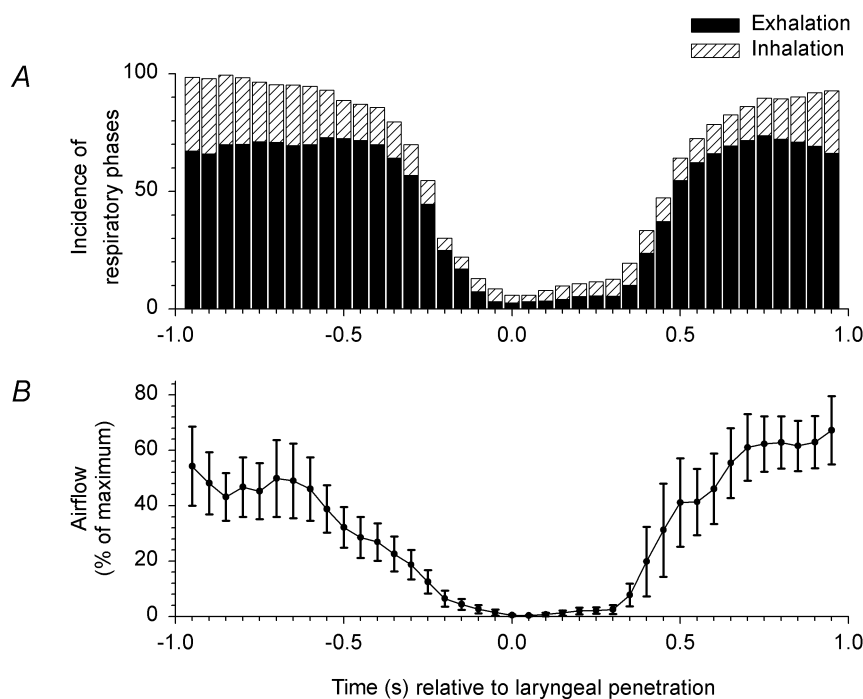 Exhalation
Inhalation
A
100
50
0
Incidence of
respiratory phases
-1.0
-0.5
0.0
0.5
1.0
B
80
60
40
20
0
Airflow
(% of maximum)
-1.0
-0.5
0.0
0.5
1.0
Time (s) relative to laryngeal penetration